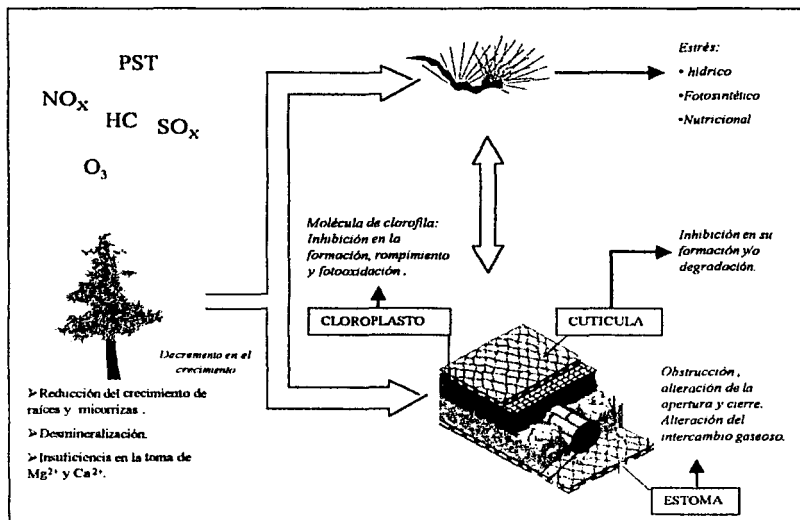 PST
NOx
HC
SOx
O3
Estrés:
• hídrico
•Fotosintético
•Nutricional
Molécula de clorofila:
Inhibición en la
formación, rompimiento
y fotooxidación .
Inhibición en su
formación y/o
degradación.
CLOROPLASTO
CUTICULA
Decremento en el
crecimiento
➢Reducción del crecimiento de
raíces y micorrizas .
➢Desmineralización.
➢Insuficiencia en la toma de
Mg2+ y Ca2+.
Obstrucción ,
alteración de la
apertura y cierre.
Alteración del
intercambio gaseoso.
ESTOMA